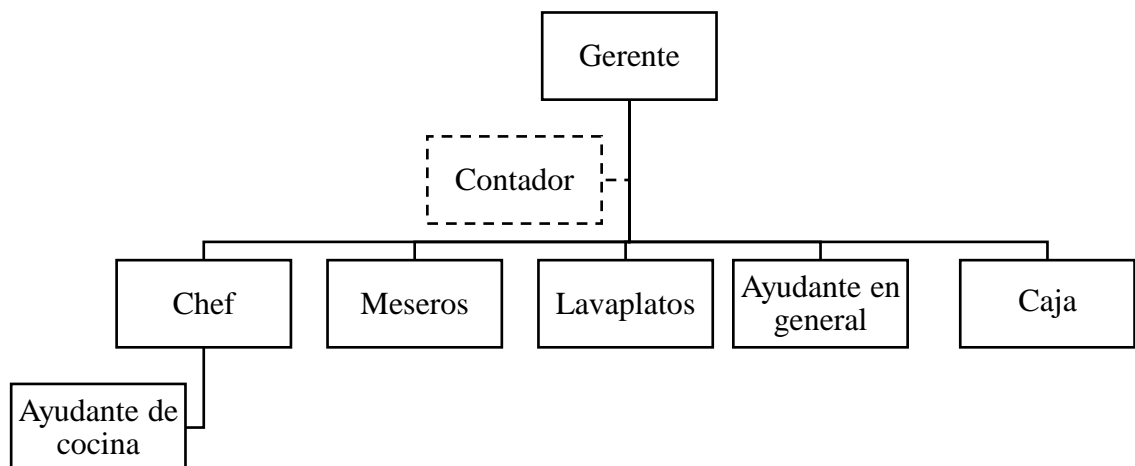 Gerente
Contador
Chef
Meseros
Lavaplatos
Ayudante en
general
Caja
Ayudante de
cocina